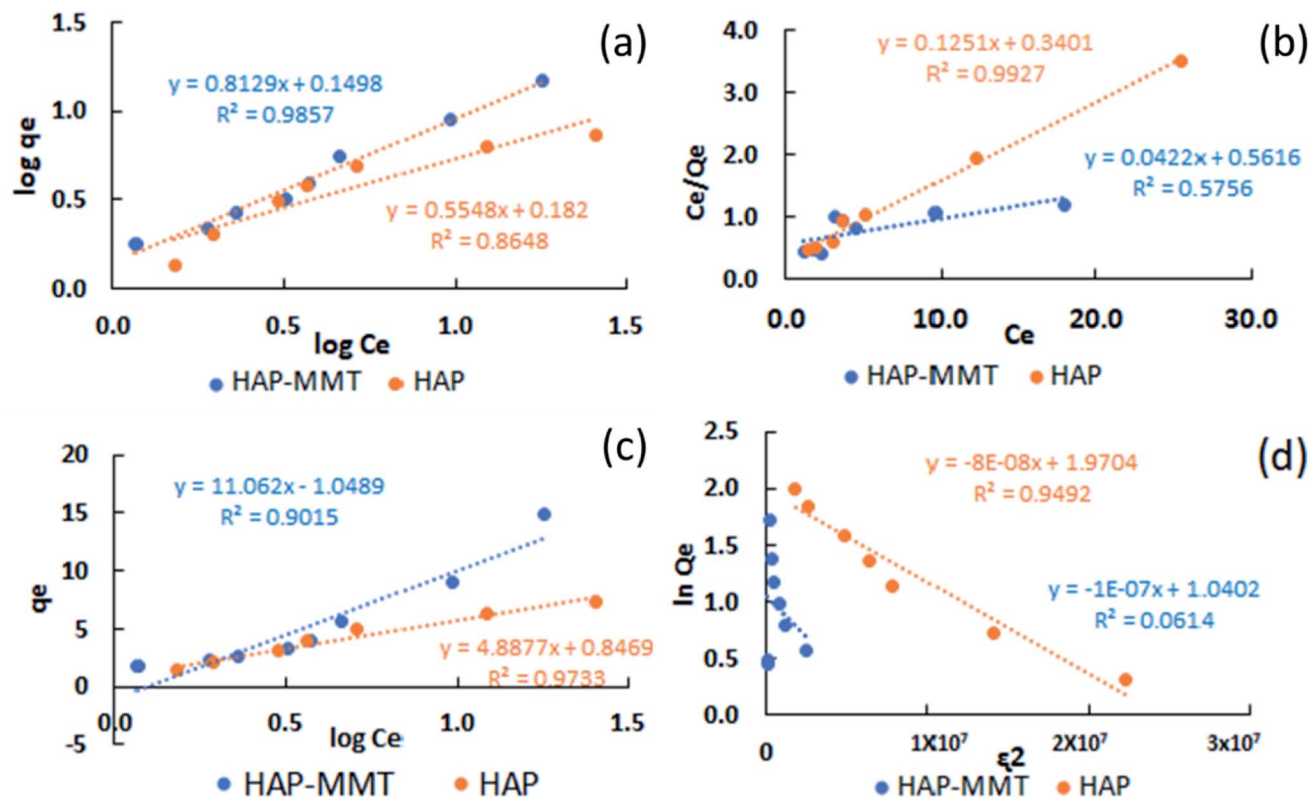 (a)
1.5
1.0
0.5
0.0
log qe
y = 0.8129x + 0.1498
R² = 0.9857
y = 0.5548x + 0.182
R² = 0.8648
0.0 0.5 1.0 1.5
log Ce
HAP-MMT HAP
(b)
4.0
3.0
2.0
1.0
0.0
Ce/Qe
y = 0.1251x + 0.3401
R² = 0.9927
y = 0.0422x + 0.5616
R² = 0.5756
0.0 10.0 20.0 30.0
Ce
HAP-MMT HAP
(c)
20
15
10
5
0
-5
qe
y = 11.062x - 1.0489
R² = 0.9015
y = 4.8877x + 0.8469
R² = 0.9733
0.0 0.5 1.0 1.5
log Ce
HAP-MMT HAP
(d)
2.5
2.0
1.5
1.0
0.5
0.0
ln Qe
y = -8E-08x + 1.9704
R² = 0.9492
y = -1E-07x + 1.0402
R² = 0.0614
0 1X10⁷ 2X10⁷ 3x10⁷
ᶓ2
HAP-MMT HAP